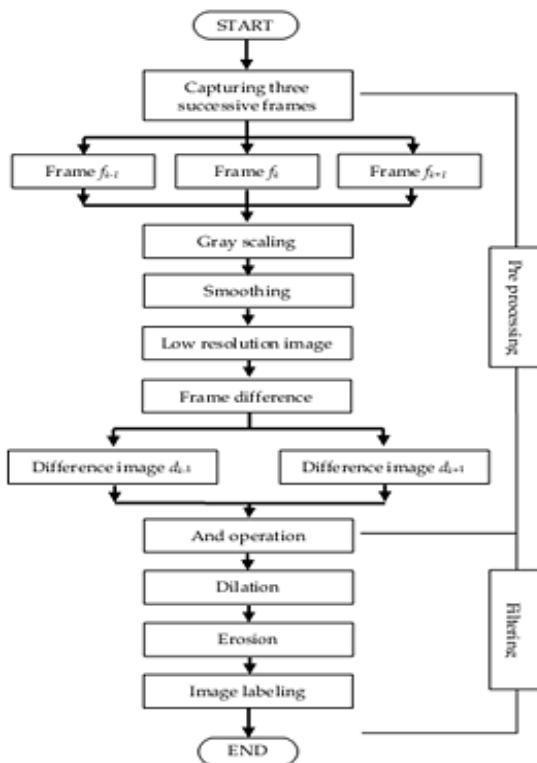 START
Capturing three
successive frames
Frame fk-1
Frame fk
Frame fk+1
Gray scaling
Smoothing
Low resolution image
Frame difference
Difference image dk-1
Difference image dk+1
And operation
Dilation
Erosion
Image labeling
END
Pre processing
Filtering